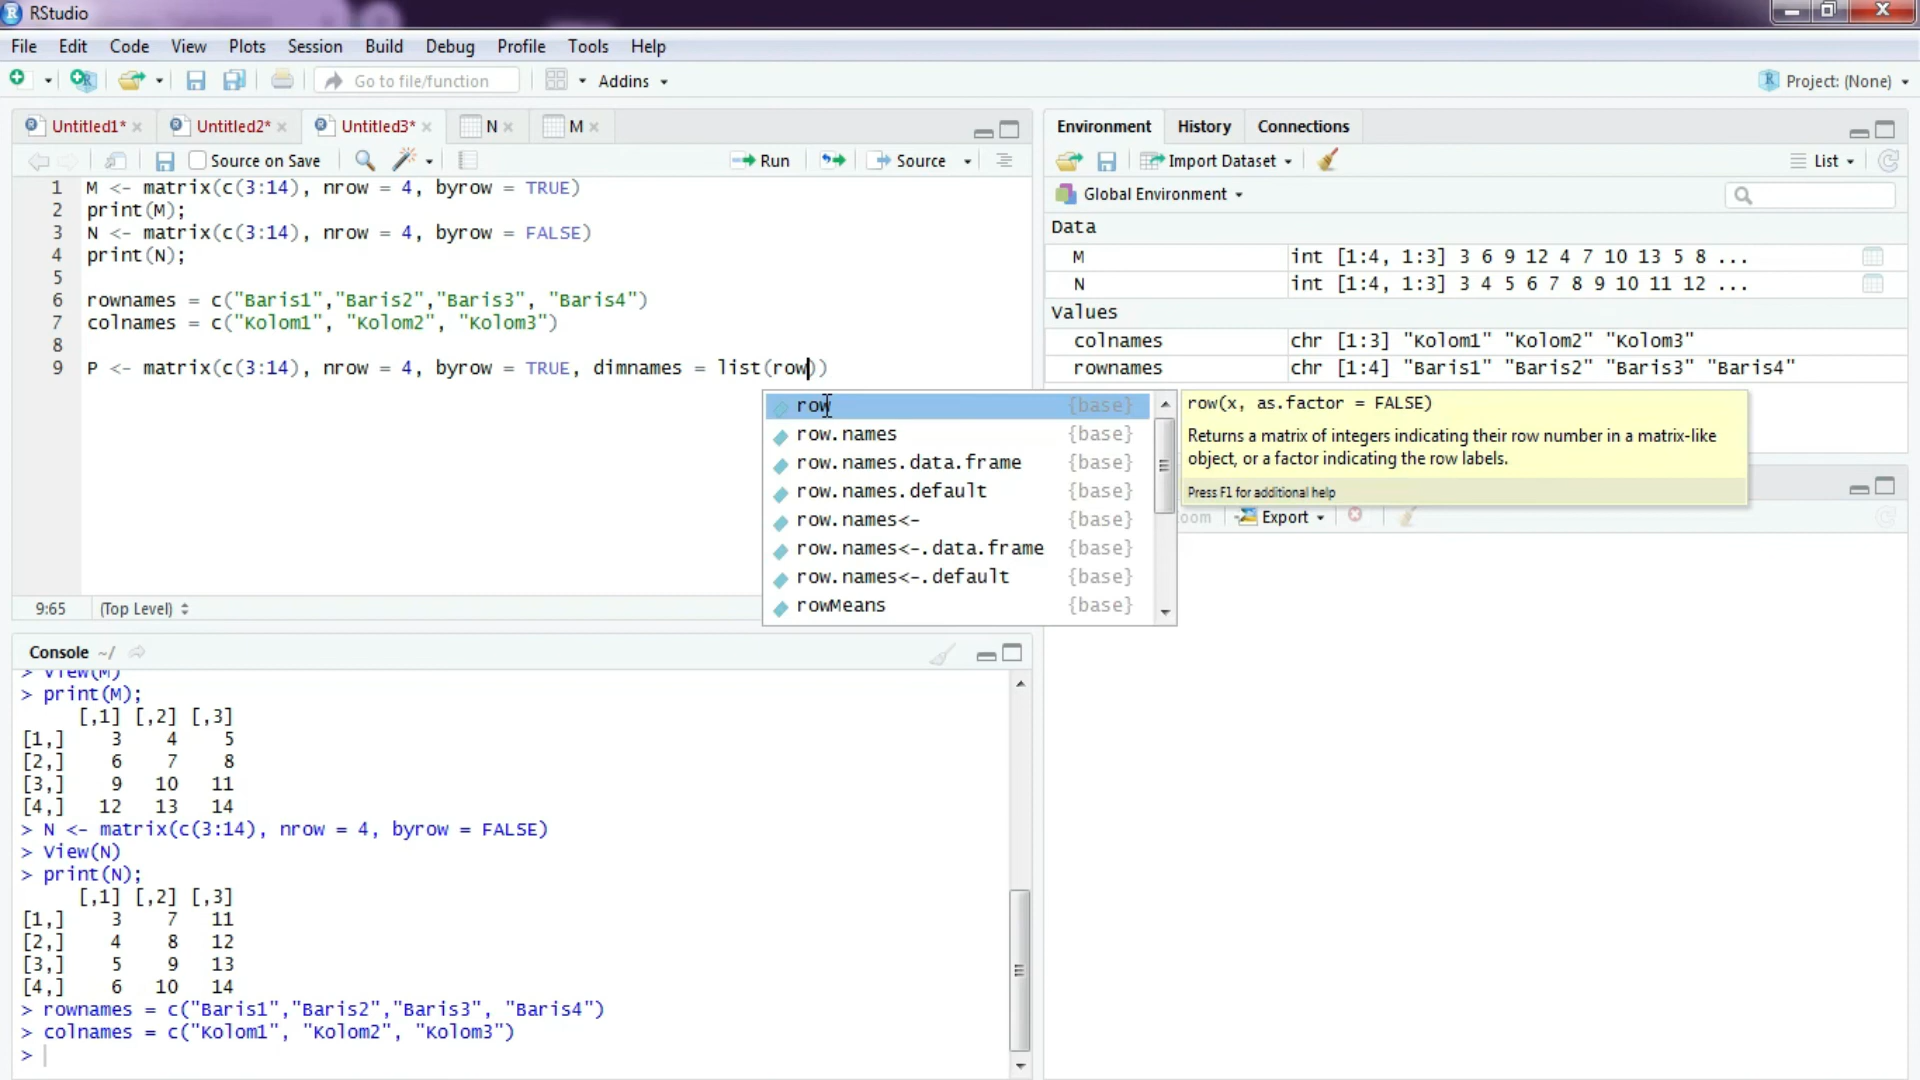 RStudio
File Edit Code View Plots Session Build Debug Profile Tools Help
Go to file/function Addins Project: (None)
Untitled1* Untitled2* Untitled3* N M
Source on Save Run Source
1 M <- matrix(c(3:14), nrow = 4, byrow = TRUE)
2 print(M);
3 N <- matrix(c(3:14), nrow = 4, byrow = FALSE)
4 print(N);
5
6 rownames = c("Baris1","Baris2","Baris3", "Baris4")
7 colnames = c("Kolom1", "Kolom2", "Kolom3")
8
9 P <- matrix(c(3:14), nrow = 4, byrow = TRUE, dimnames = list(row))
row {base}
row.names {base}
row.names.data.frame {base}
row.names.default {base}
row.names<- {base}
row.names<-.data.frame {base}
row.names<-.default {base}
rowMeans {base}
row(x, as.factor = FALSE)
Returns a matrix of integers indicating their row number in a matrix-like
object, or a factor indicating the row labels.
Press F1 for additional help
9:65 (Top Level)
Environment History Connections
Import Dataset List
Global Environment
Data
M int [1:4, 1:3] 3 6 9 12 4 7 10 13 5 8 ...
N int [1:4, 1:3] 3 4 5 6 7 8 9 10 11 12 ...
Values
colnames chr [1:3] "Kolom1" "Kolom2" "Kolom3"
rownames chr [1:4] "Baris1" "Baris2" "Baris3" "Baris4"
oom Export
Console ~/
> View(M)
> print(M);
[,1] [,2] [,3]
[1,] 3 4 5
[2,] 6 7 8
[3,] 9 10 11
[4,] 12 13 14
> N <- matrix(c(3:14), nrow = 4, byrow = FALSE)
> View(N)
> print(N);
[,1] [,2] [,3]
[1,] 3 7 11
[2,] 4 8 12
[3,] 5 9 13
[4,] 6 10 14
> rownames = c("Baris1","Baris2","Baris3", "Baris4")
> colnames = c("Kolom1", "Kolom2", "Kolom3")
>